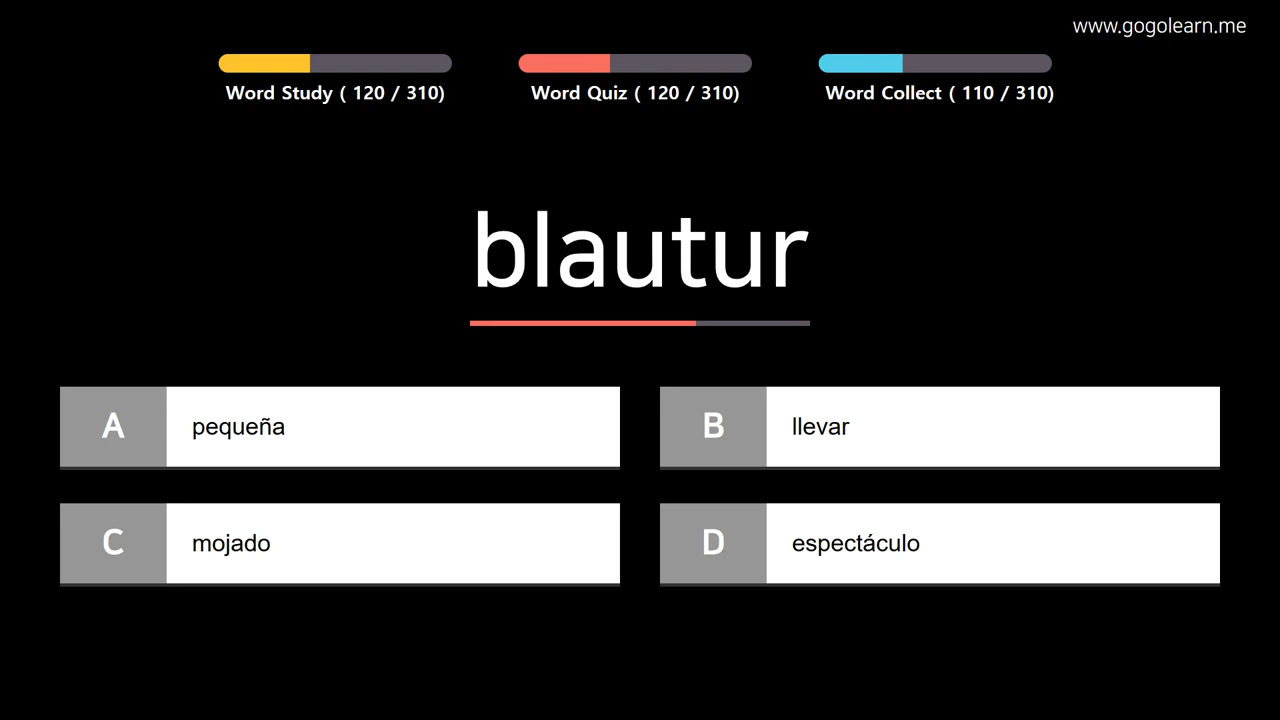 www.gogolearn.me
Word Study ( 120 / 310)
Word Quiz ( 120 / 310)
Word Collect ( 110 / 310)
blautur
A pequeña
B llevar
C mojado
D espectáculo